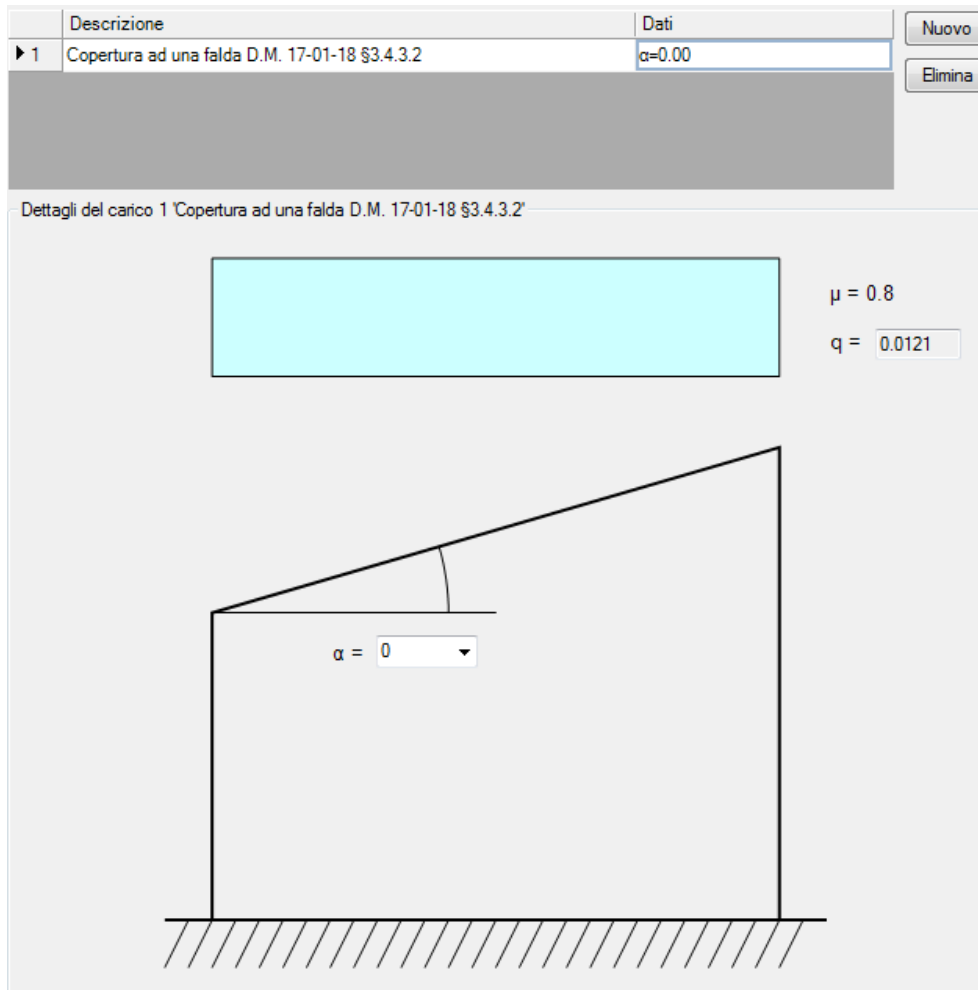 Descrizione Dati Nuovo
1 Copertura ad una falda D.M. 17-01-18 §3.4.3.2 α=0.00
Elimina
Dettagli del carico 1 'Copertura ad una falda D.M. 17-01-18 §3.4.3.2'
μ = 0.8
q = 0.0121
α = 0